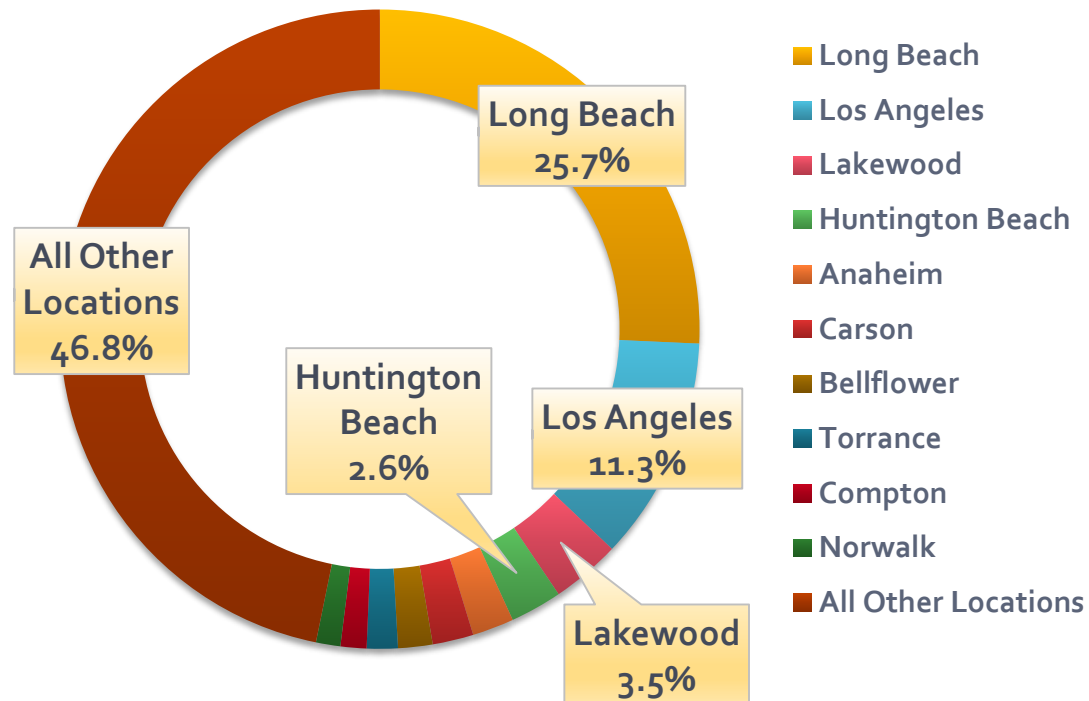 Long Beach
25.7%
All Other
Locations
46.8%
Huntington
Beach
2.6%
Los Angeles
11.3%
Lakewood
3.5%
Long Beach
Los Angeles
Lakewood
Huntington Beach
Anaheim
Carson
Bellflower
Torrance
Compton
Norwalk
All Other Locations